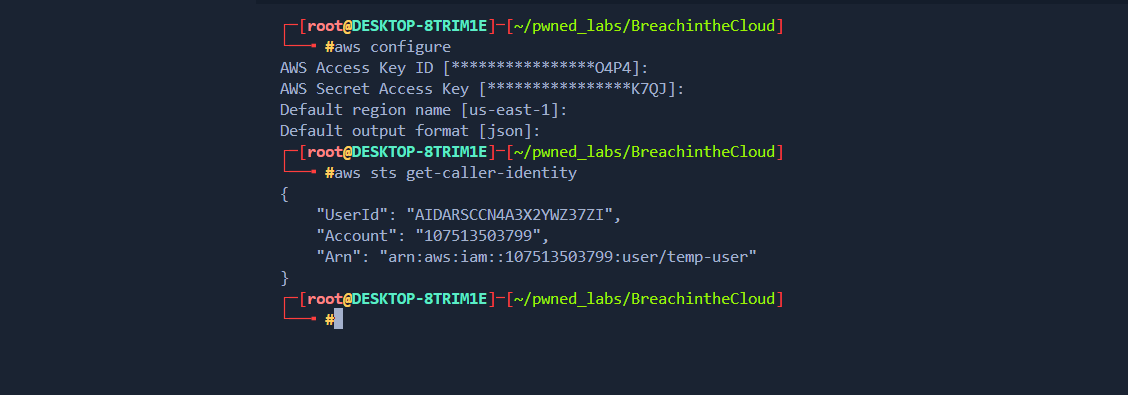 ┌─[root@DESKTOP-8TRIM1E]─[~/pwned_labs/BreachintheCloud]
└──╼ #aws configure
AWS Access Key ID [****************O4P4]:
AWS Secret Access Key [****************K7QJ]:
Default region name [us-east-1]:
Default output format [json]:
┌─[root@DESKTOP-8TRIM1E]─[~/pwned_labs/BreachintheCloud]
└──╼ #aws sts get-caller-identity
{
    "UserId": "AIDARSCCN4A3X2YWZ37ZI",
    "Account": "107513503799",
    "Arn": "arn:aws:iam::107513503799:user/temp-user"
}
┌─[root@DESKTOP-8TRIM1E]─[~/pwned_labs/BreachintheCloud]
└──╼ #